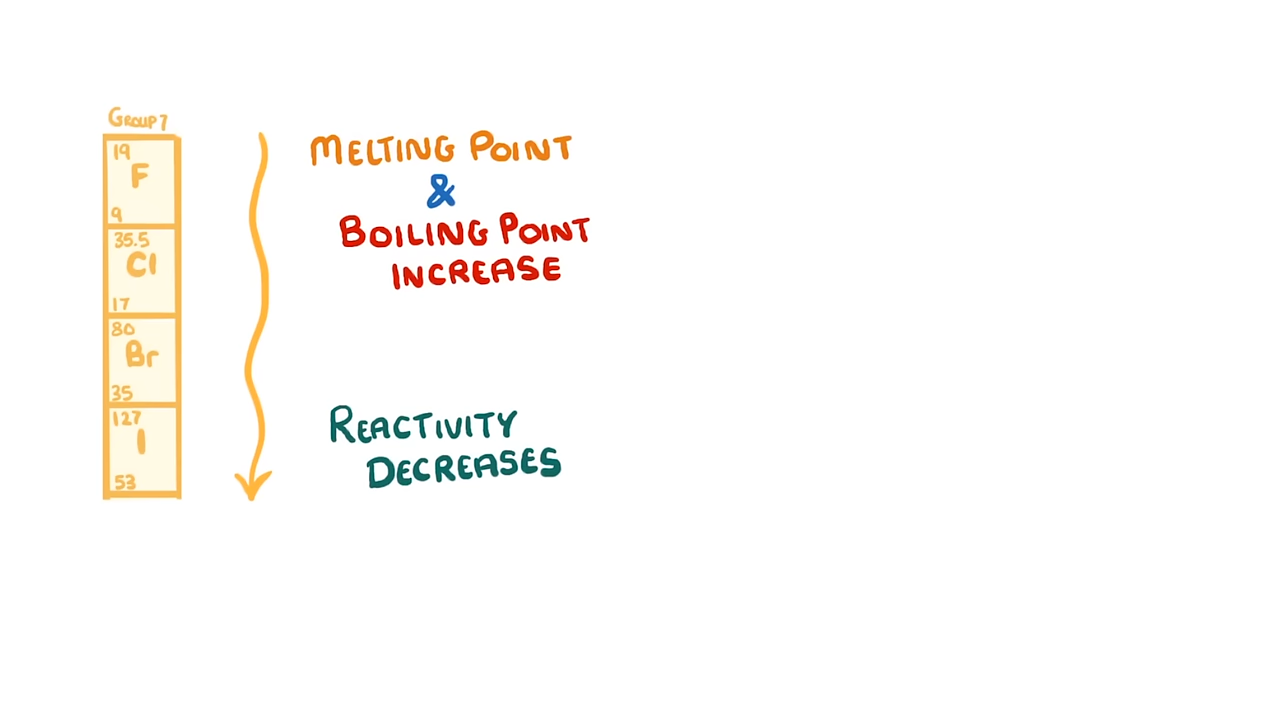 GROUP 7
19
F
9
35.5
Cl
17
80
Br
35
127
I
53
MELTING POINT
&
BOILING POINT
INCREASE
REACTIVITY
DECREASES